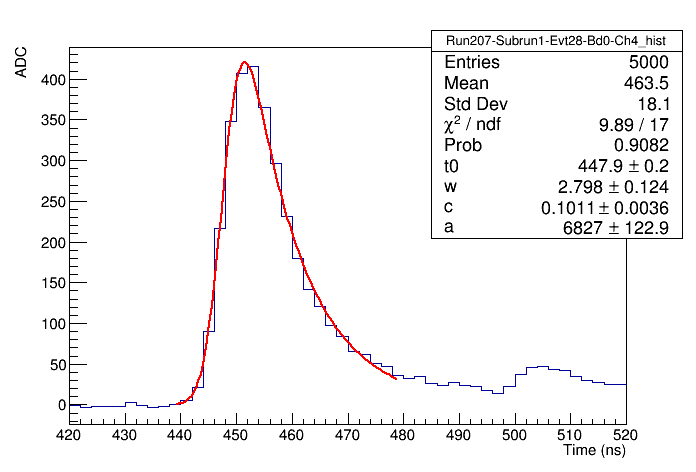 Run207-Subrun1-Evt28-Bd0-Ch4_hist
Entries 5000
Mean 463.5
Std Dev 18.1
χ² / ndf 9.89 / 17
Prob 0.9082
t0 447.9 ± 0.2
w 2.798 ± 0.124
c 0.1011 ± 0.0036
a 6827 ± 122.9
ADC
400
350
300
250
200
150
100
50
0
420 430 440 450 460 470 480 490 500 510 520
Time (ns)